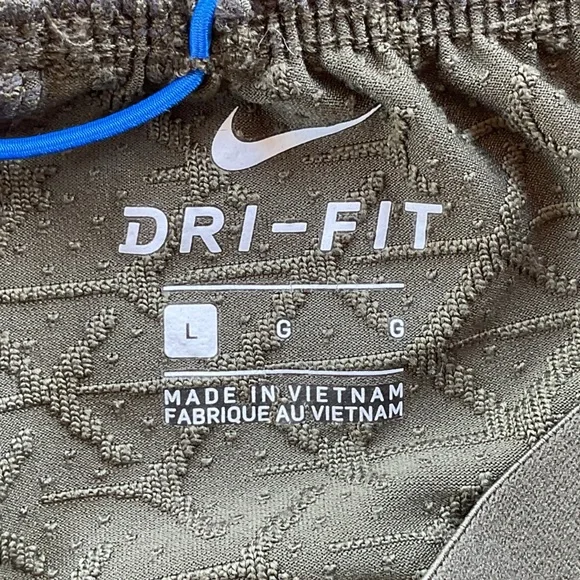 DRI-FIT
L G G
MADE IN VIETNAM
FABRIQUE AU VIETNAM